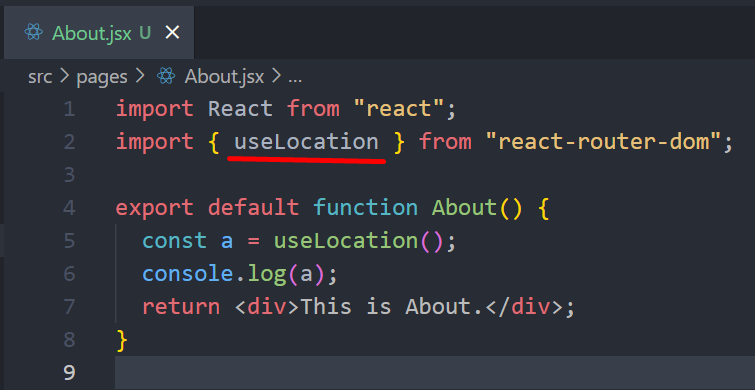 About.jsx U ×
src > pages > About.jsx > ...
1 import React from "react";
2 import { useLocation } from "react-router-dom";
3
4 export default function About() {
5   const a = useLocation();
6   console.log(a);
7   return <div>This is About.</div>;
8 }
9